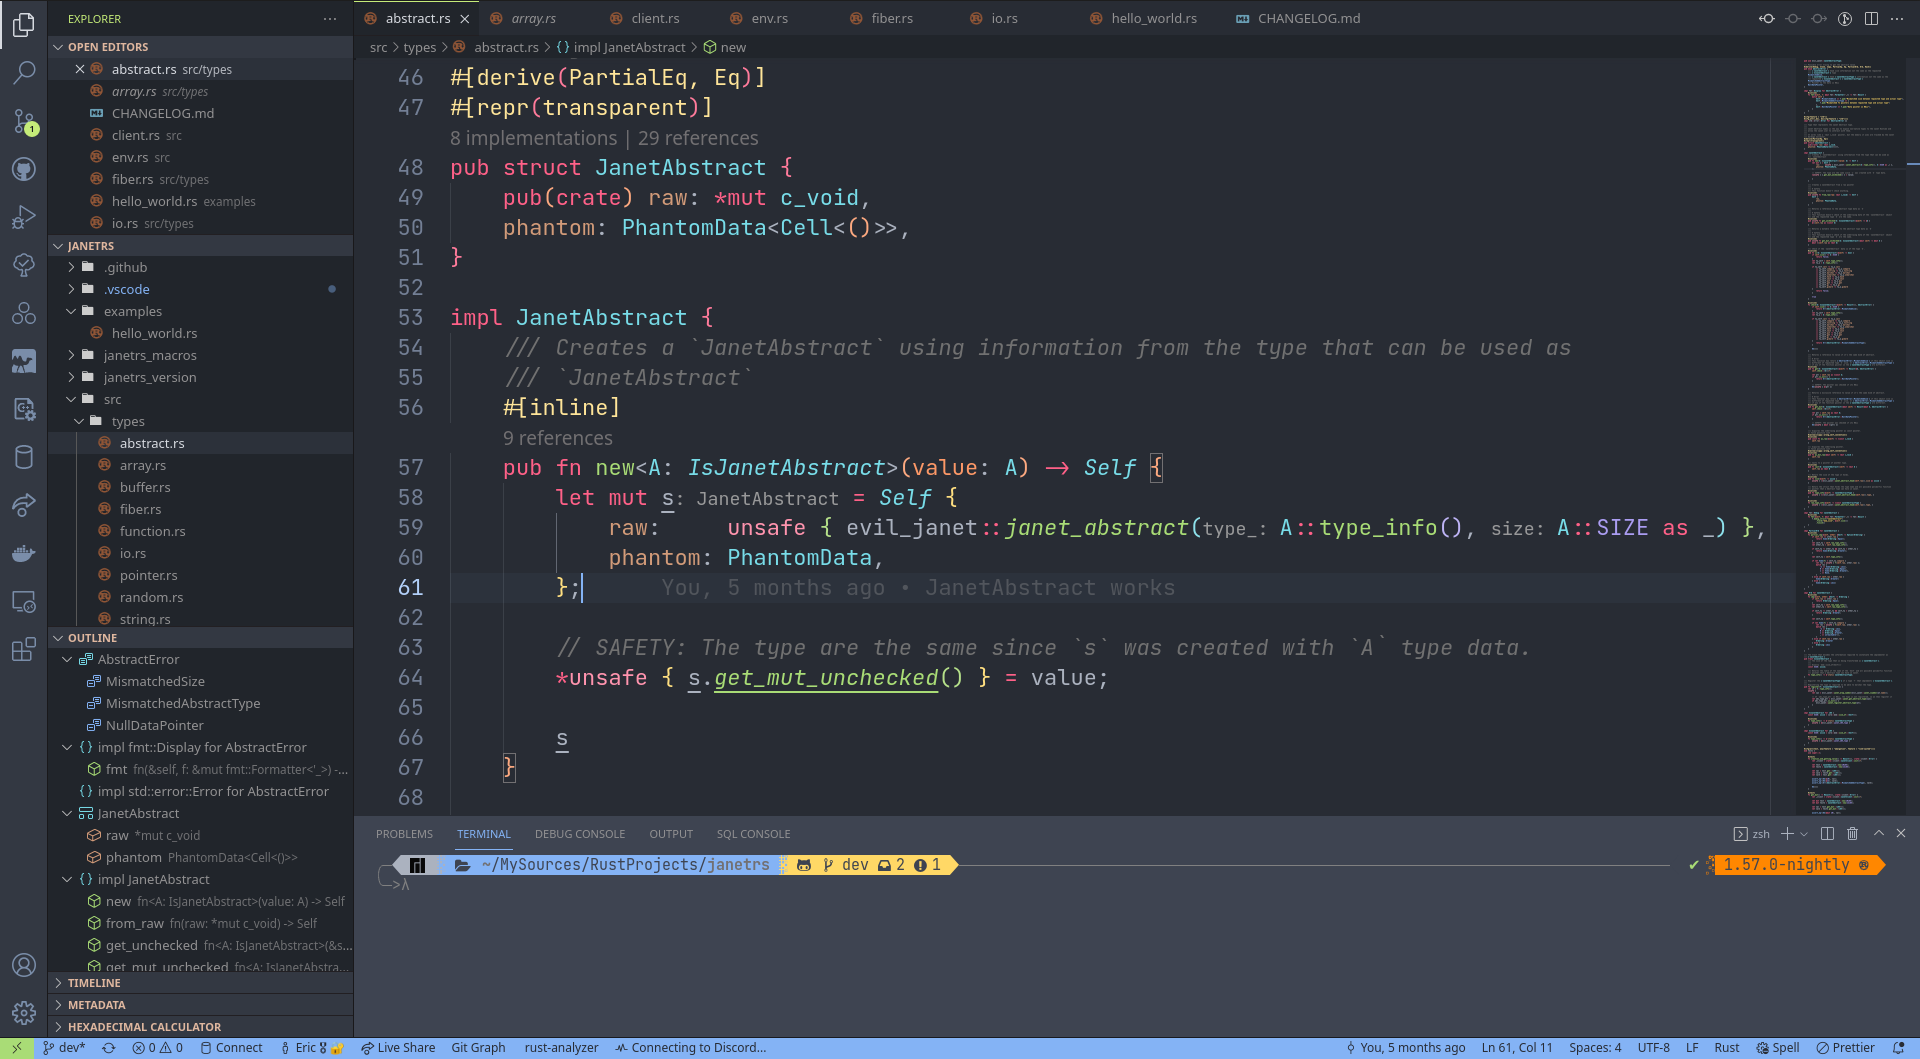 EXPLORER
OPEN EDITORS
abstract.rs src/types
array.rs src/types
CHANGELOG.md
client.rs src
env.rs src
fiber.rs src/types
hello_world.rs examples
io.rs src/types
JANETRS
.github
.vscode
examples
hello_world.rs
janetrs_macros
janetrs_version
src
types
abstract.rs
array.rs
buffer.rs
fiber.rs
function.rs
io.rs
pointer.rs
random.rs
string.rs
OUTLINE
AbstractError
MismatchedSize
MismatchedAbstractType
NullDataPointer
impl fmt::Display for AbstractError
fmt fn(&self, f: &mut fmt::Formatter<'_>) -...
impl std::error::Error for AbstractError
JanetAbstract
raw *mut c_void
phantom PhantomData<Cell<()>>
impl JanetAbstract
new fn<A: IsJanetAbstract>(value: A) -> Self
from_raw fn(raw: *mut c_void) -> Self
get_unchecked fn<A: IsJanetAbstract>(&s...
get_mut_unchecked fn<A: IsJanetAbstra...
TIMELINE
METADATA
HEXADECIMAL CALCULATOR
abstract.rs array.rs client.rs env.rs fiber.rs io.rs hello_world.rs CHANGELOG.md
src > types > abstract.rs > {} impl JanetAbstract > new
46 #[derive(PartialEq, Eq)]
47 #[repr(transparent)]
8 implementations | 29 references
48 pub struct JanetAbstract {
49 pub(crate) raw: *mut c_void,
50 phantom: PhantomData<Cell<()>>,
51 }
52
53 impl JanetAbstract {
54 /// Creates a `JanetAbstract` using information from the type that can be used as
55 /// `JanetAbstract`
56 #[inline]
9 references
57 pub fn new<A: IsJanetAbstract>(value: A) -> Self {
58 let mut s: JanetAbstract = Self {
59 raw: unsafe { evil_janet::janet_abstract(type_: A::type_info(), size: A::SIZE as _) },
60 phantom: PhantomData,
61 }; You, 5 months ago • JanetAbstract works
62
63 // SAFETY: The type are the same since `s` was created with `A` type data.
64 *unsafe { s.get_mut_unchecked() } = value;
65
66 s
67 }
68
PROBLEMS TERMINAL DEBUG CONSOLE OUTPUT SQL CONSOLE
zsh
~/MySources/RustProjects/janetrs dev 2 1 ✔ 1.57.0-nightly
>λ
dev* 0 0 Connect Eric Live Share Git Graph rust-analyzer Connecting to Discord... You, 5 months ago Ln 61, Col 11 Spaces: 4 UTF-8 LF Rust Spell Prettier